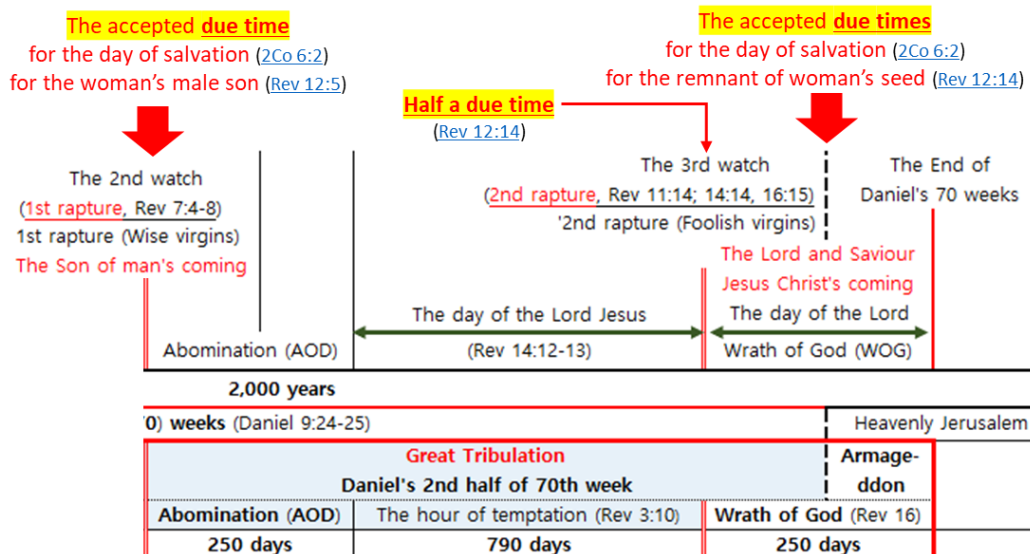 The accepted due time
for the day of salvation (2Co 6:2)
for the woman's male son (Rev 12:5)
The accepted due times
for the day of salvation (2Co 6:2)
for the remnant of woman's seed (Rev 12:14)
Half a due time
(Rev 12:14)
The 2nd watch
(1st rapture, Rev 7:4-8)
1st rapture (Wise virgins)
The Son of man's coming
The 3rd watch
(2nd rapture, Rev 11:14; 14:14, 16:15)
'2nd rapture (Foolish virgins)
The Lord and Saviour
Jesus Christ's coming
The End of
Daniel's 70 weeks
Abomination (AOD)
The day of the Lord Jesus
(Rev 14:12-13)
The day of the Lord
Wrath of God (WOG)
2,000 years
'0) weeks (Daniel 9:24-25)
Heavenly Jerusalem
Great Tribulation
Daniel's 2nd half of 70th week
Armage-
ddon
Abomination (AOD)
The hour of temptation (Rev 3:10)
Wrath of God (Rev 16)
250 days
790 days
250 days